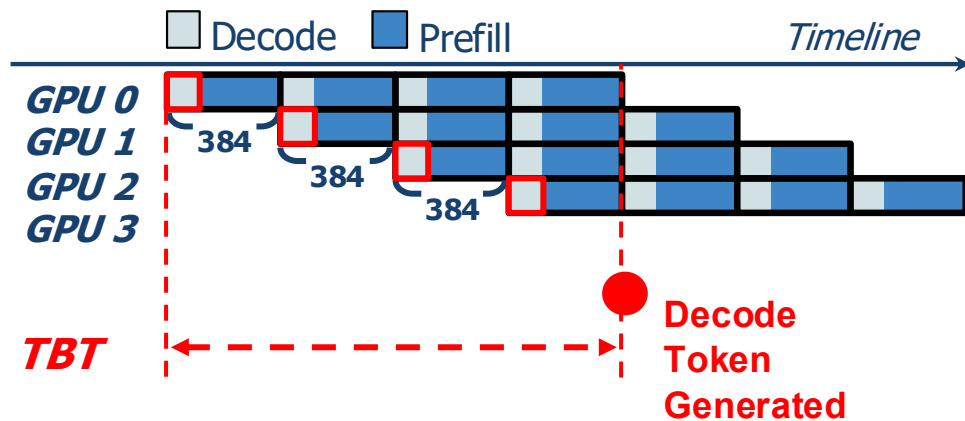 Decode Prefill Timeline
GPU 0
384
GPU 1
384
GPU 2
384
GPU 3
TBT
Decode
Token
Generated